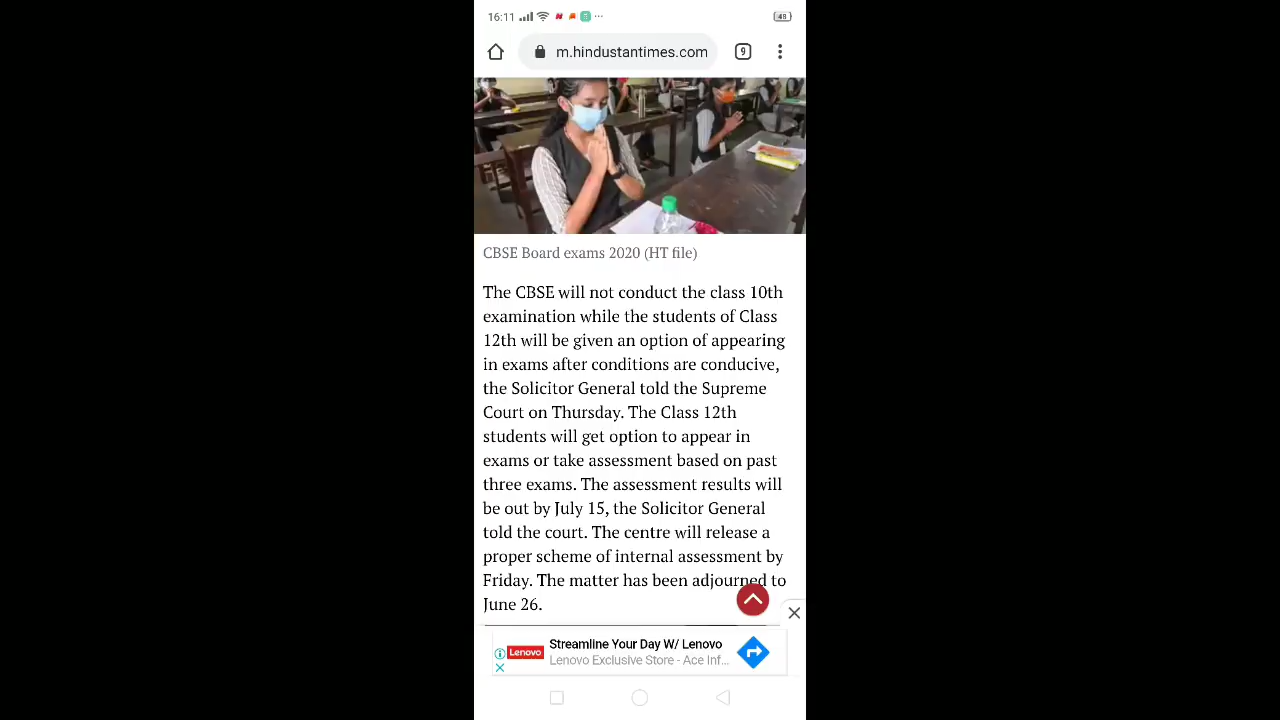 16:11
48
m.hindustantimes.com
9
CBSE Board exams 2020 (HT file)
The CBSE will not conduct the class 10th
examination while the students of Class
12th will be given an option of appearing
in exams after conditions are conducive,
the Solicitor General told the Supreme
Court on Thursday. The Class 12th
students will get option to appear in
exams or take assessment based on past
three exams. The assessment results will
be out by July 15, the Solicitor General
told the court. The centre will release a
proper scheme of internal assessment by
Friday. The matter has been adjourned to
June 26.
Streamline Your Day W/ Lenovo
Lenovo
Lenovo Exclusive Store - Ace Inf...